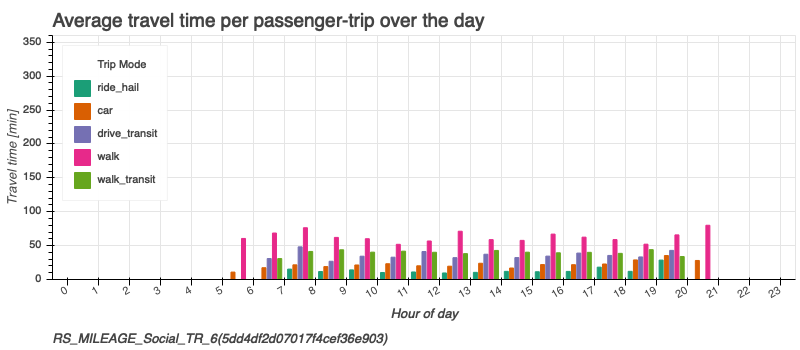 Average travel time per passenger-trip over the day
Travel time [min]
350
300
250
200
150
100
50
0
Trip Mode
ride_hail
car
drive_transit
walk
walk_transit
0 1 2 3 4 5 6 7 8 9 10 11 12 13 14 15 16 17 18 19 20 21 22 23
Hour of day
RS_MILEAGE_Social_TR_6(5dd4df2d07017f4cef36e903)